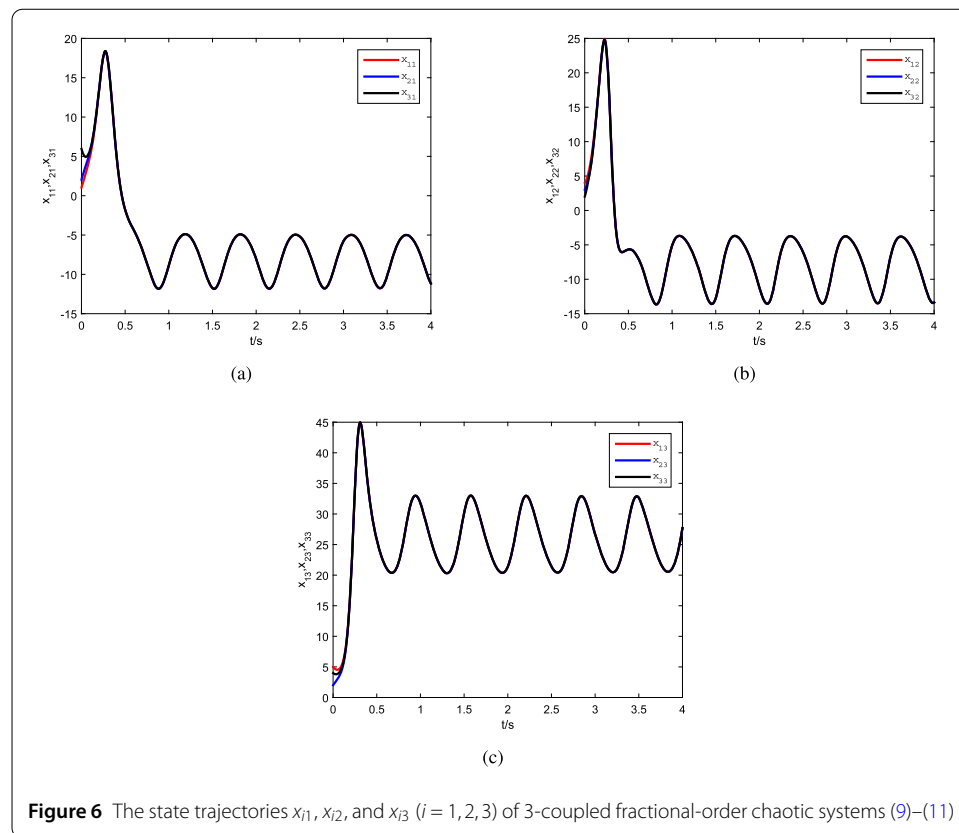 20
15
10
5
0
-5
-10
-15
x11,x21,x31
0 0.5 1 1.5 2 2.5 3 3.5 4
t/s
x11
x21
x31
(a)
25
20
15
10
5
0
-5
-10
-15
x12,x22,x32
0 0.5 1 1.5 2 2.5 3 3.5 4
t/s
x12
x22
x32
(b)
45
40
35
30
25
20
15
10
5
0
x13,x23,x33
0 0.5 1 1.5 2 2.5 3 3.5 4
t/s
x13
x23
x33
(c)
Figure 6 The state trajectories xi1, xi2, and xi3 (i = 1,2,3) of 3-coupled fractional-order chaotic systems (9)–(11)